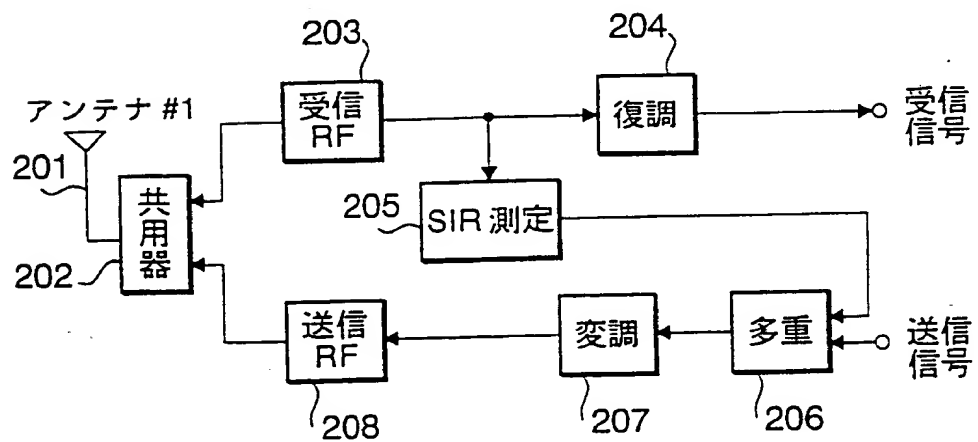 203
204
アンテナ #1
受信
RF
復調
受信
信号
201
共
用
器
205
SIR 測定
202
送信
RF
変調
多重
送信
信号
208
207
206